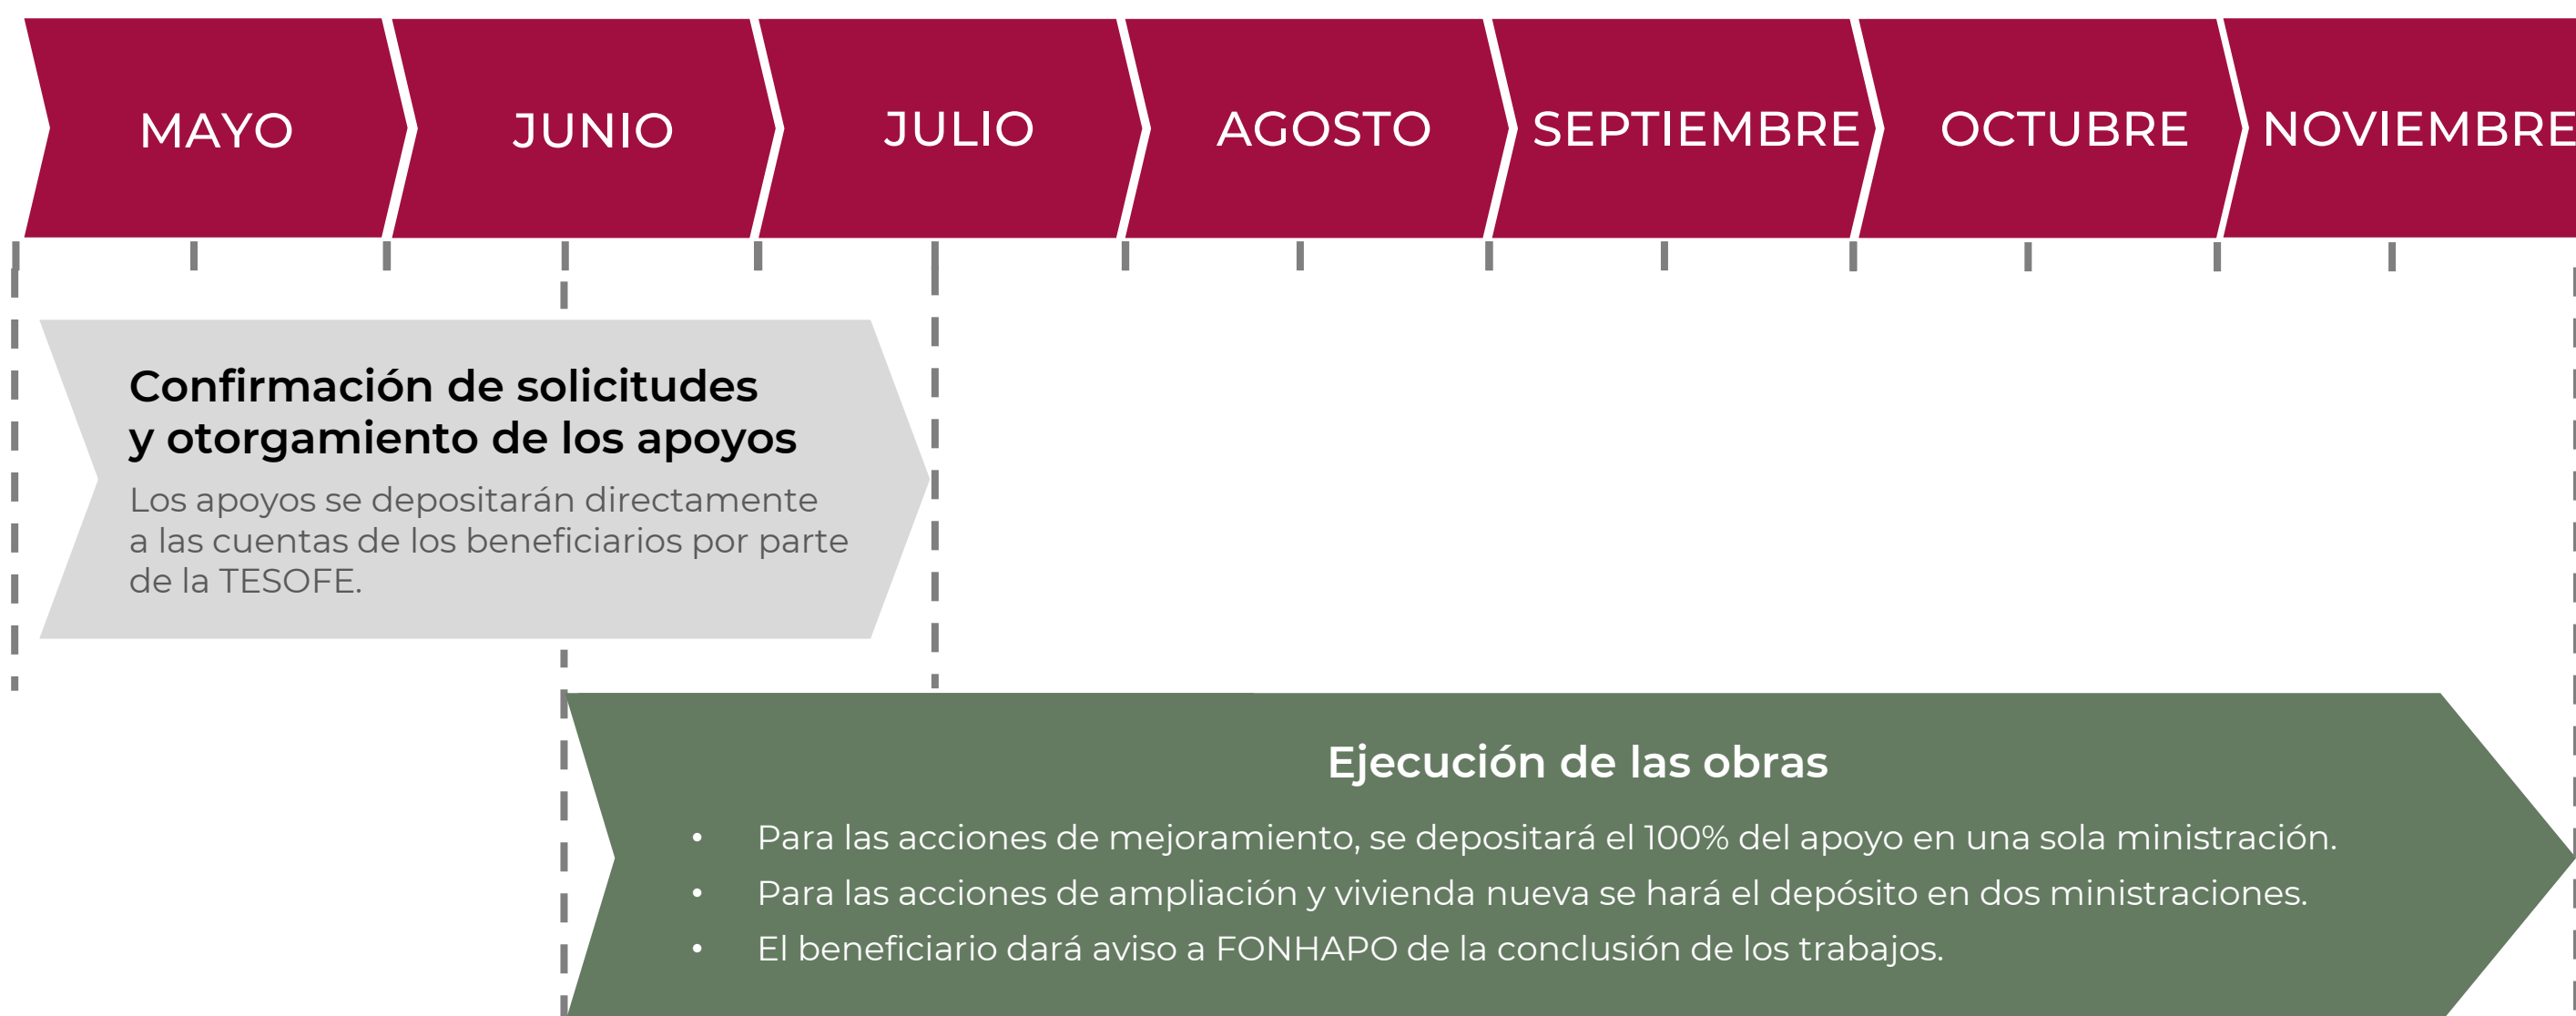 MAYO
JUNIO
JULIO
AGOSTO
SEPTIEMBRE
OCTUBRE
NOVIEMBRE
Confirmación de solicitudes
y otorgamiento de los apoyos
Los apoyos se depositarán directamente
a las cuentas de los beneficiarios por parte
de la TESOFE.
Ejecución de las obras
• Para las acciones de mejoramiento, se depositará el 100% del apoyo en una sola ministración.
• Para las acciones de ampliación y vivienda nueva se hará el depósito en dos ministraciones.
• El beneficiario dará aviso a FONHAPO de la conclusión de los trabajos.